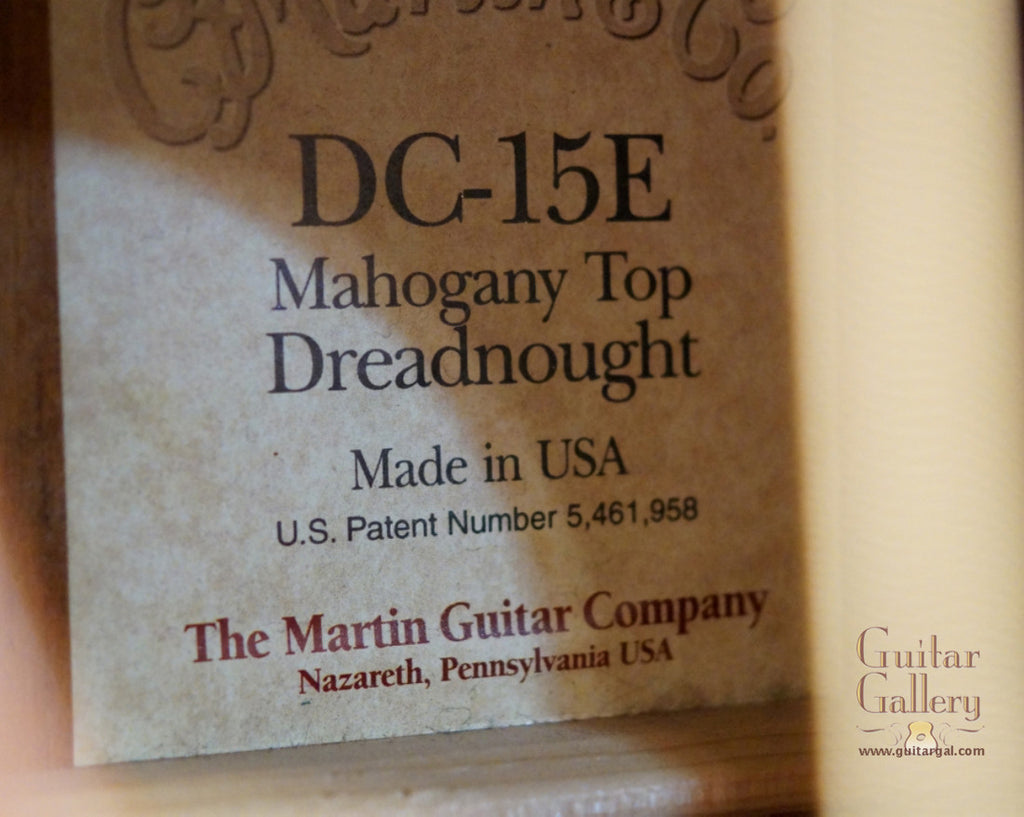 & Co.
DC-15E
Mahogany Top
Dreadnought
Made in USA
U.S. Patent Number 5,461,958
The Martin Guitar Company
Nazareth, Pennsylvania USA
Guitar
Gallery
www.guitargal.com